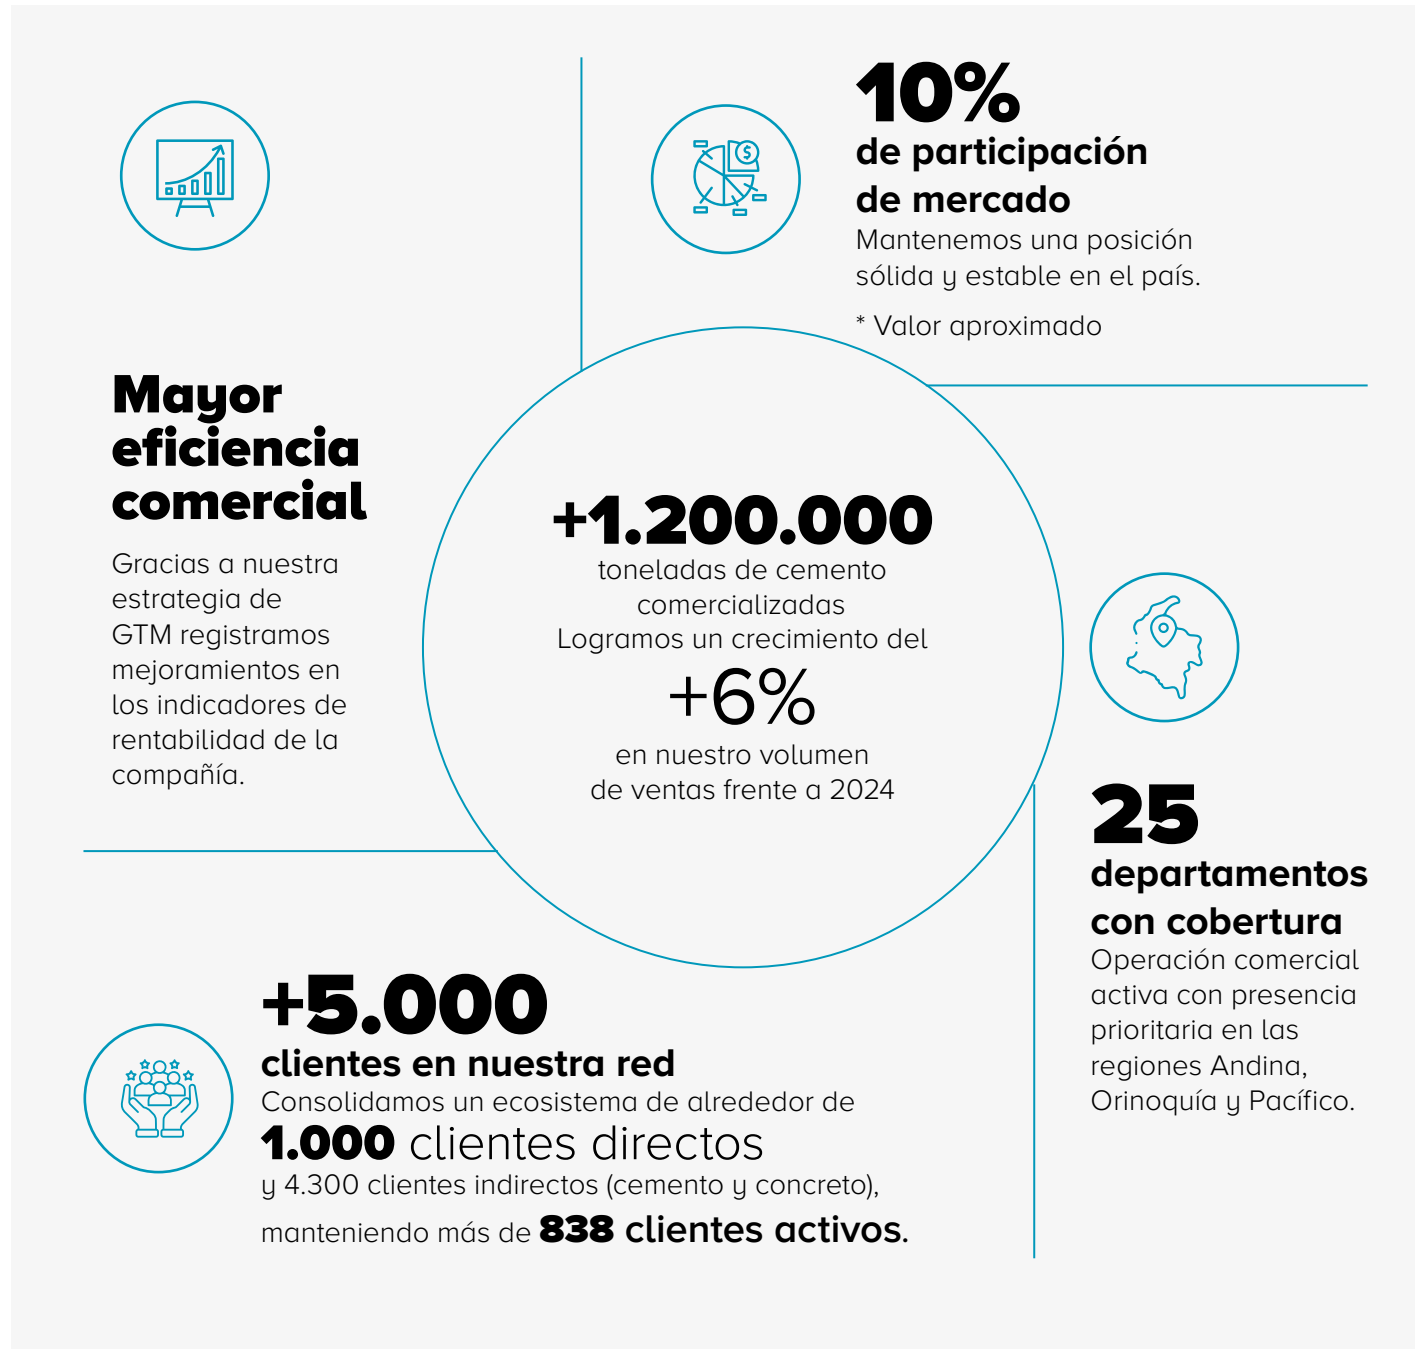 10%
de participación
de mercado
Mantenemos una posición
sólida y estable en el país.
* Valor aproximado
Mayor
eficiencia
comercial
Gracias a nuestra
estrategia de
GTM registramos
mejoramientos en
los indicadores de
rentabilidad de la
compañía.
+1.200.000
toneladas de cemento
comercializadas
Logramos un crecimiento del
+6%
en nuestro volumen
de ventas frente a 2024
25
departamentos
con cobertura
Operación comercial
activa con presencia
prioritaria en las
regiones Andina,
Orinoquía y Pacífico.
+5.000
clientes en nuestra red
Consolidamos un ecosistema de alrededor de
1.000 clientes directos
y 4.300 clientes indirectos (cemento y concreto),
manteniendo más de 838 clientes activos.